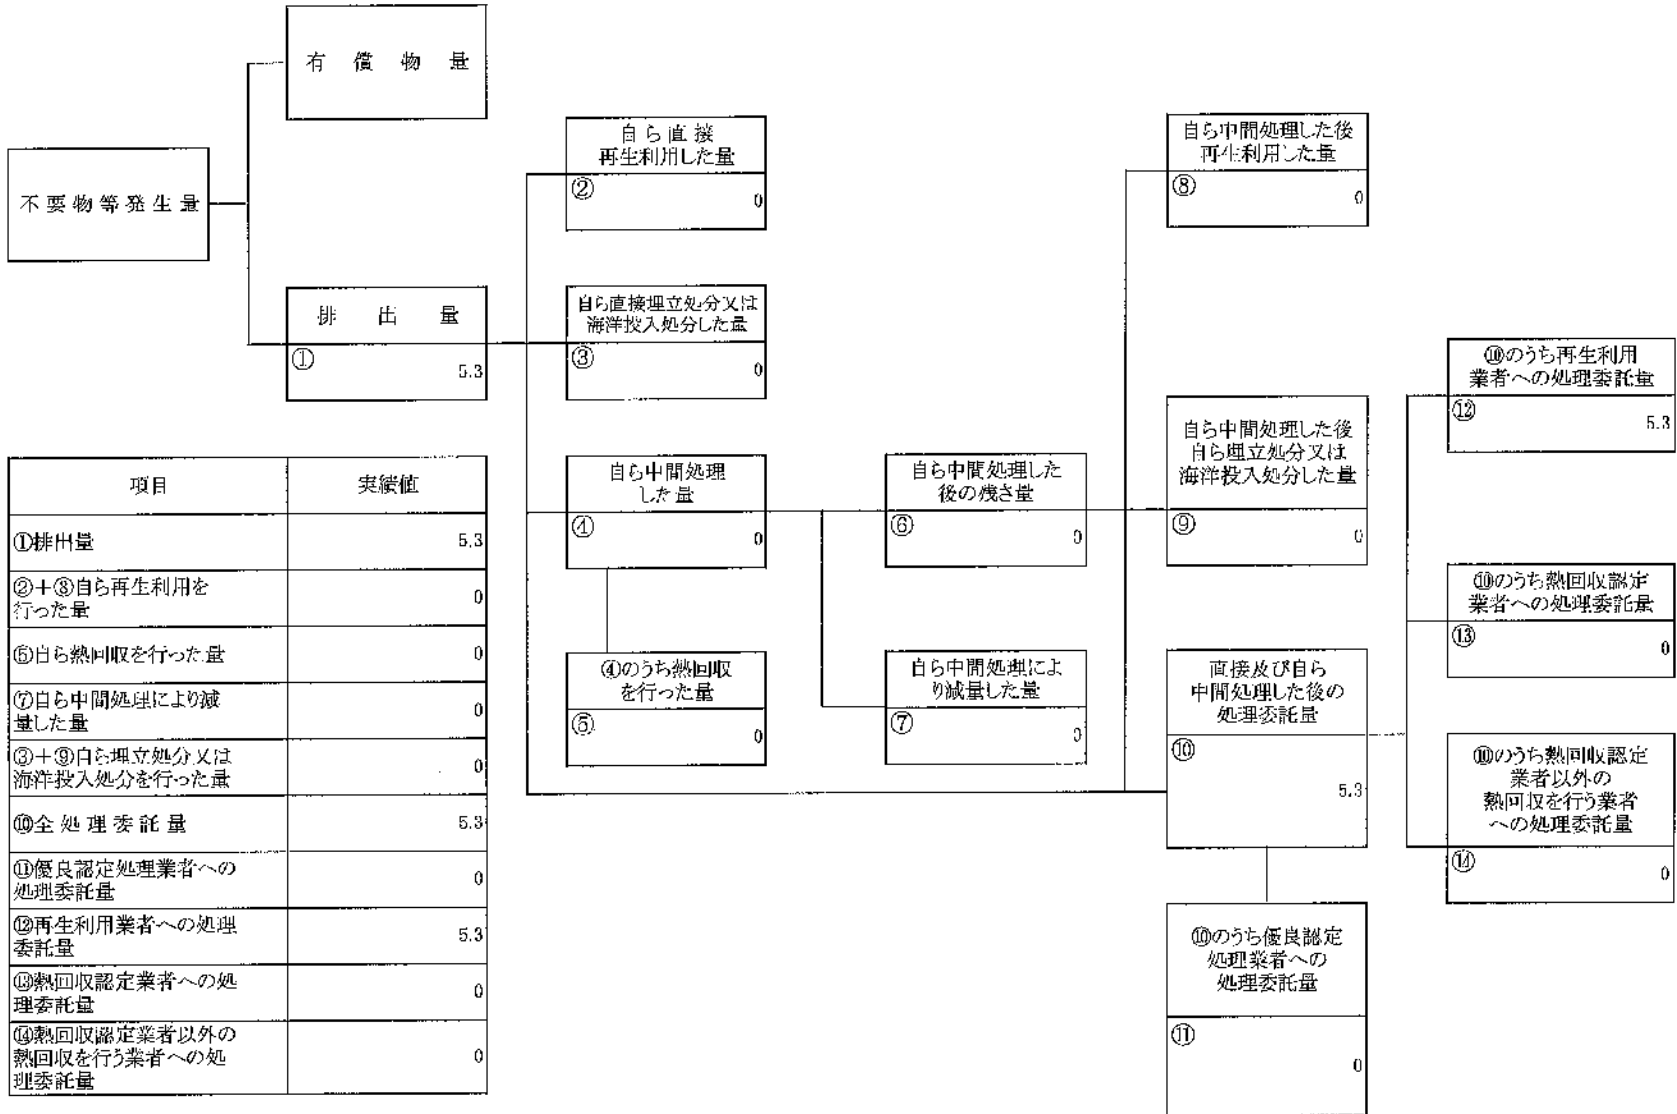 有償物量
不要物等発生量
排出量
①
5.3
自ら直接
再生利用した量
②
0
自ら直接埋立処分又は
海洋投入処分した量
③
0
自ら中間処理
した量
④
0
④のうち熱回収
を行った量
⑤
0
自ら中間処理した
後の残さ量
⑥
0
自ら中間処理によ
り減量した量
⑦
0
自ら中間処理した後
再生利用した量
⑧
0
自ら中間処理した後
自ら埋立処分又は
海洋投入処分した量
⑨
0
直接及び自ら
中間処理した後の
処理委託量
⑩
5.3
⑩のうち優良認定
処理業者への
処理委託量
⑪
0
⑩のうち再生利用
業者への処理委託量
⑫
5.3
⑩のうち熱回収認定
業者への処理委託量
⑬
0
⑩のうち熱回収認定
業者以外の
熱回収を行う業者
への処理委託量
⑭
0
項目 実績値
①排出量 5.3
②+⑧自ら再生利用を
行った量 0
⑤自ら熱回収を行った量 0
⑦自ら中間処理により減
量した量 0
③+⑨自ら埋立処分又は
海洋投入処分を行った量 0
⑩全処理委託量 5.3
⑪優良認定処理業者への
処理委託量 0
⑫再生利用業者への処理
委託量 5.3
⑬熱回収認定業者への処
理委託量 0
⑭熱回収認定業者以外の
熱回収を行う業者への処
理委託量 0